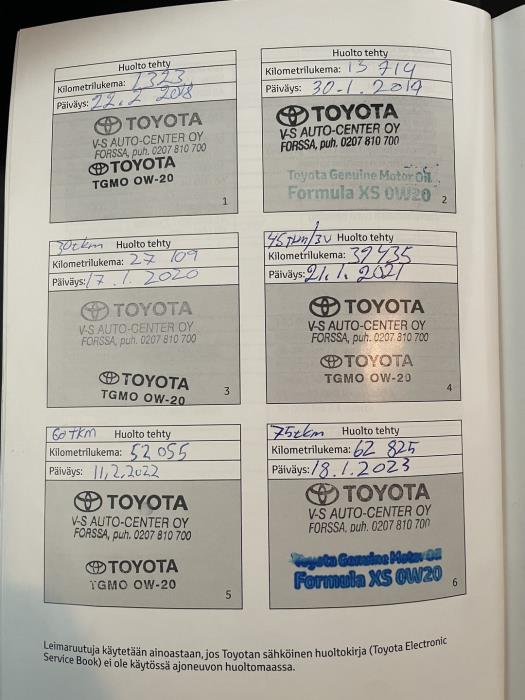 Huolto tehty
Kilometrilukema: 1323
Päiväys: 22.2 2018
TOYOTA
V-S AUTO-CENTER OY
FORSSA, puh. 0207 810 700
TOYOTA
TGMO OW-20
1
Huolto tehty
Kilometrilukema: 13 714
Päiväys: 30.1.2019
TOYOTA
V-S AUTO-CENTER OY
FORSSA, puh. 0207 810 700
Toyota Genuine Motor Oil
Formula XS 0W20
2
30tkm Huolto tehty
Kilometrilukema: 27 109
Päiväys: 17.1.2020
TOYOTA
V-S AUTO-CENTER OY
FORSSA, puh. 0207 810 700
TOYOTA
TGMO OW-20
3
45tkm/3v Huolto tehty
Kilometrilukema: 39435
Päiväys: 21.1.2021
TOYOTA
V-S AUTO-CENTER OY
FORSSA, puh. 0207 810 700
TOYOTA
TGMO OW-20
4
60TKM Huolto tehty
Kilometrilukema: 52 055
Päiväys: 11,2,2022
TOYOTA
V-S AUTO-CENTER OY
FORSSA, puh. 0207 810 700
TOYOTA
TGMO OW-20
5
75tkm Huolto tehty
Kilometrilukema: 62 825
Päiväys: 18.1.2023
TOYOTA
V-S AUTO-CENTER OY
FORSSA, puh. 0207 810 700
Toyota Genuine Motor Oil
Formula XS 0W20
6
Leimaruutuja käytetään ainoastaan, jos Toyotan sähköinen huoltokirja (Toyota Electronic
Service Book) ei ole käytössä ajoneuvon huoltomaassa.